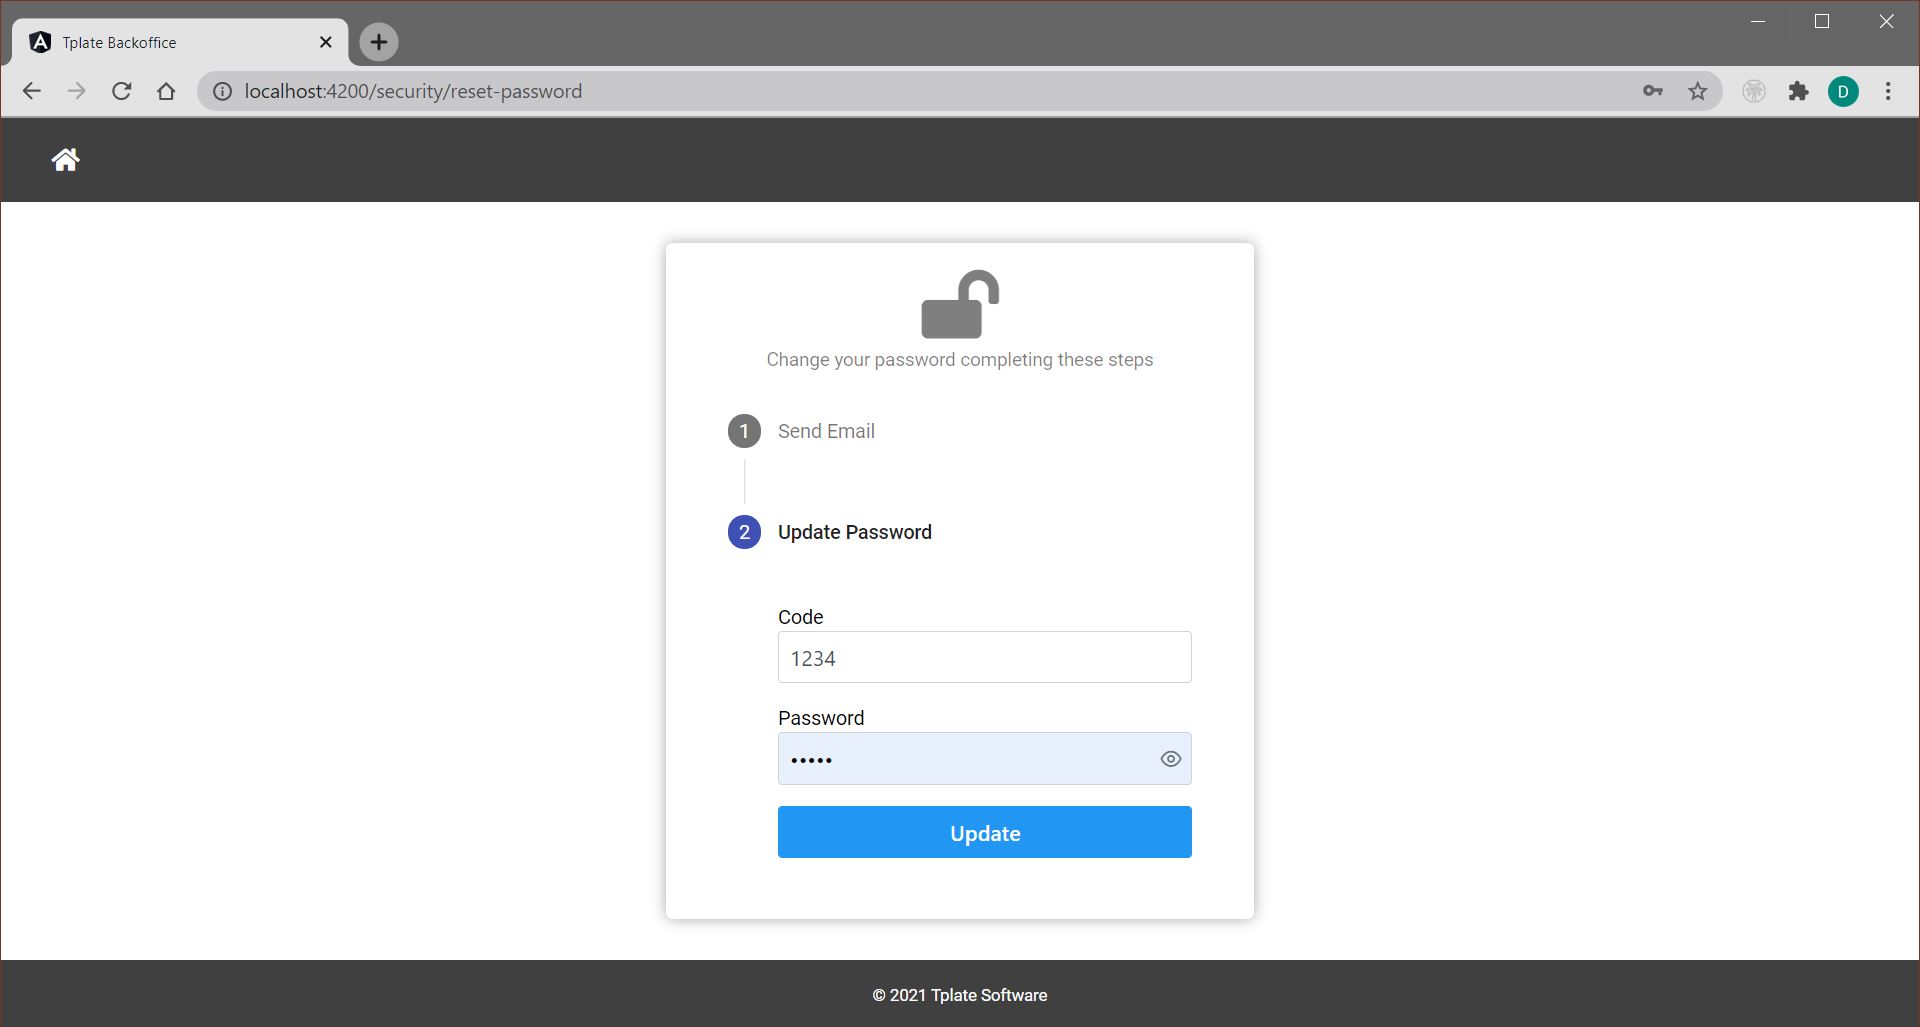 Tplate Backoffice
localhost:4200/security/reset-password
D
Change your password completing these steps
1 Send Email
2 Update Password
Code
1234
Password
•••••
Update
© 2021 Tplate Software